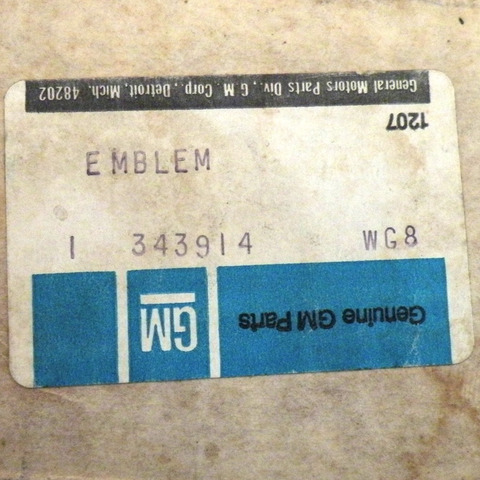 General Motors Parts Div., G.M. Corp., Detroit, Mich. 48202
1207
EMBLEM
1 343914 WG8
GM Genuine GM Parts